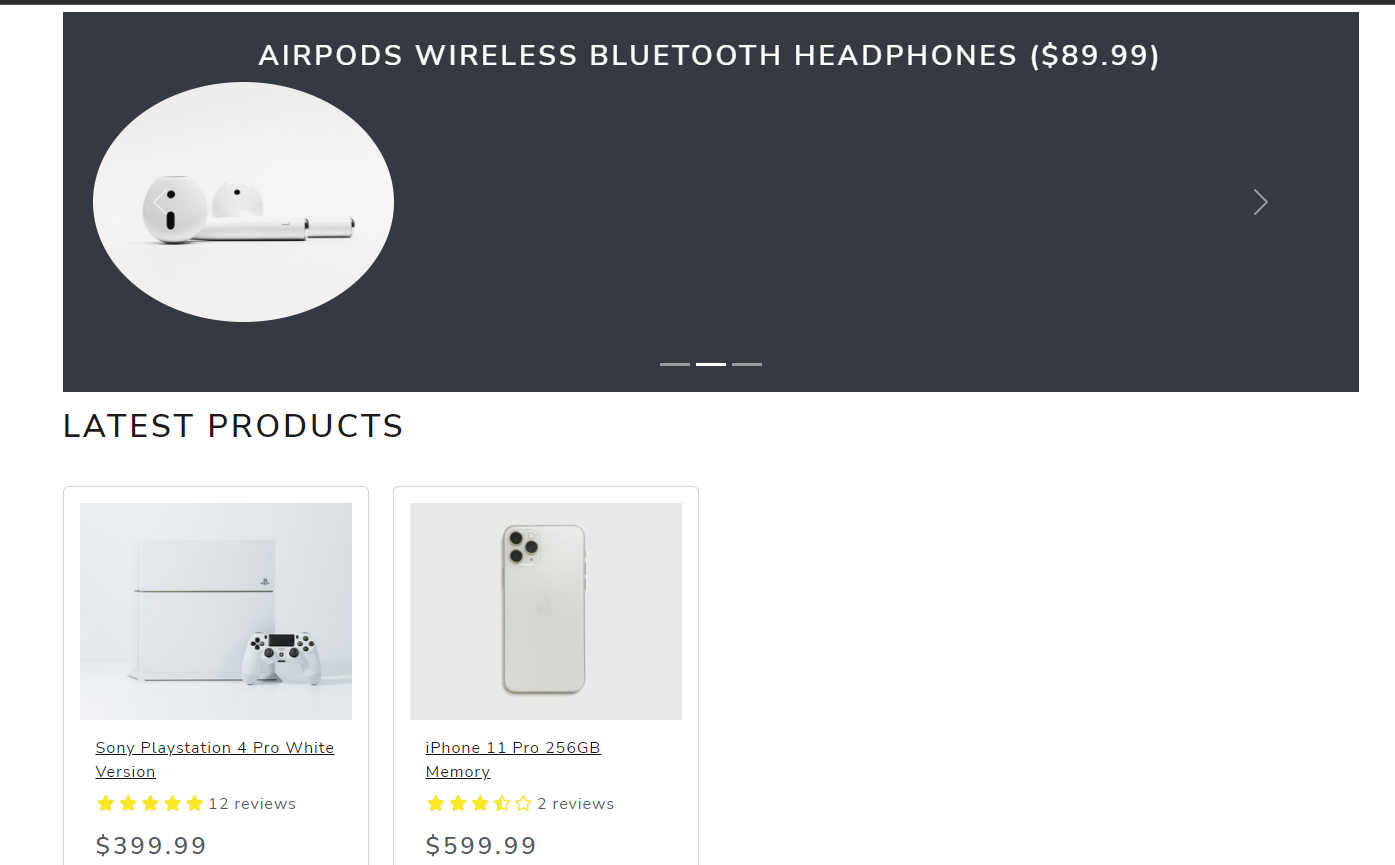 AIRPODS WIRELESS BLUETOOTH HEADPHONES ($89.99)
LATEST PRODUCTS
Sony Playstation 4 Pro White
Version
12 reviews
$399.99
iPhone 11 Pro 256GB
Memory
2 reviews
$599.99